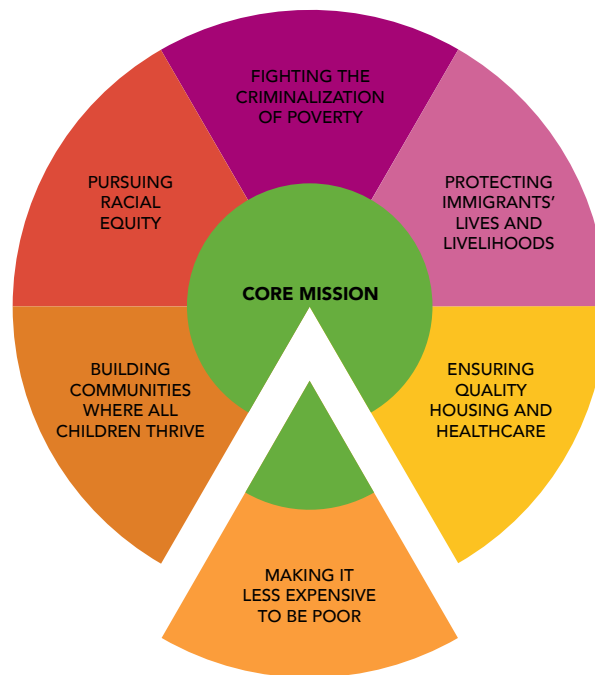 FIGHTING THE
CRIMINALIZATION
OF POVERTY
PURSUING
RACIAL
EQUITY
PROTECTING
IMMIGRANTS’
LIVES AND
LIVELIHOODS
CORE MISSION
BUILDING
COMMUNITIES
WHERE ALL
CHILDREN THRIVE
ENSURING
QUALITY
HOUSING AND
HEALTHCARE
MAKING IT
LESS EXPENSIVE
TO BE POOR